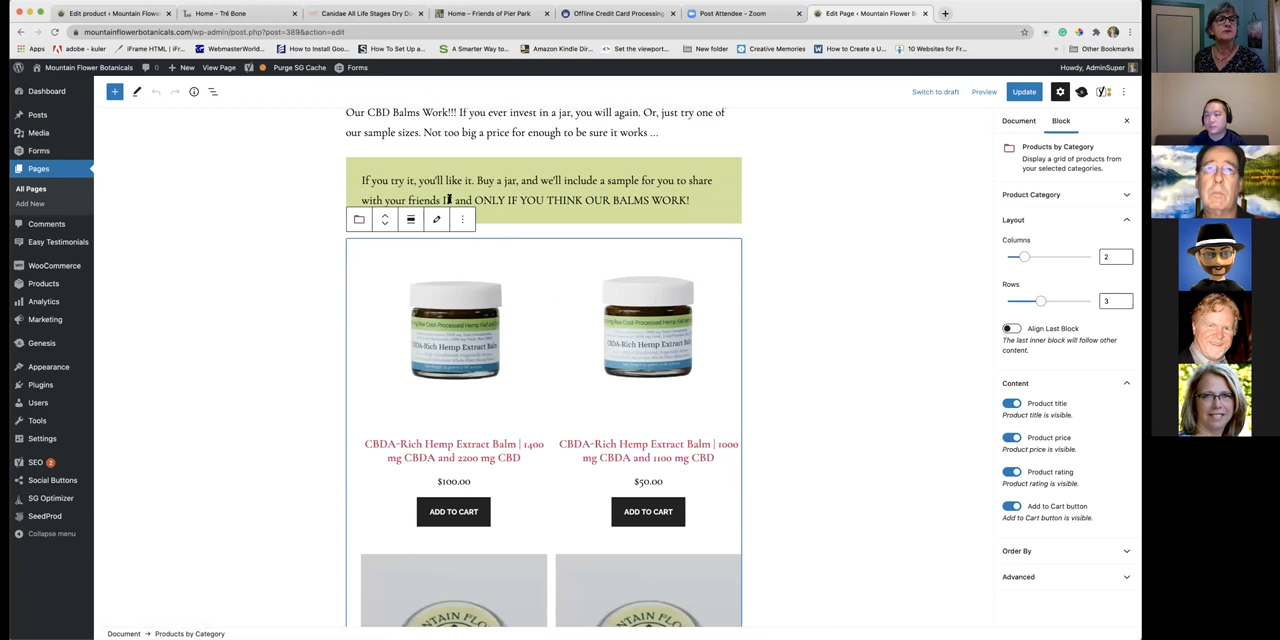 Edit product ‹ Mountain Flower
Home – Tré Bone
Canidae All Life Stages Dry Do
Home – Friends of Pier Park
Offline Credit Card Processing
Post Attendee - Zoom
Edit Page ‹ Mountain Flower B
mountainflowerbotanicals.com/wp-admin/post.php?post=389&action=edit
Apps
adobe - kuler
iFrame HTML | iFr...
WebmasterWorld...
How to Install Goo...
How To Set Up a...
A Smarter Way to...
Amazon Kindle Dir...
Set the viewport...
New folder
Creative Memories
How to Create a U...
10 Websites for Fr...
»
Other Bookmarks
Mountain Flower Botanicals
0
New
View Page
Purge SG Cache
Forms
Howdy, AdminSuper
Dashboard
Posts
Media
Forms
Pages
All Pages
Add New
Comments
Easy Testimonials
WooCommerce
Products
Analytics
Marketing
Genesis
Appearance
Plugins
Users
Tools
Settings
SEO 2
Social Buttons
SG Optimizer
SeedProd
Collapse menu
Switch to draft
Preview
Update
Our CBD Balms Work!!! If you ever invest in a jar, you will again. Or, just try one of
our sample sizes. Not too big a price for enough to be sure it works ...
If you try it, you'll like it. Buy a jar, and we'll include a sample for you to share
and ONLY IF YOU THINK OUR BALMS WORK!
with your friends
CBDA-Rich Hemp Extract Balm
CBDA-Rich Hemp Extract Balm
CBDA-Rich Hemp Extract Balm | 1400
mg CBDA and 2200 mg CBD
$100.00
ADD TO CART
CBDA-Rich Hemp Extract Balm | 1000
mg CBDA and 1100 mg CBD
$50.00
ADD TO CART
Document
Block
Products by Category
Display a grid of products from
your selected categories.
Product Category
Layout
Columns
2
Rows
3
Align Last Block
The last inner block will follow other
content.
Content
Product title
Product title is visible.
Product price
Product price is visible.
Product rating
Product rating is visible.
Add to Cart button
Add to Cart button is visible.
Order By
Advanced
Document → Products by Category